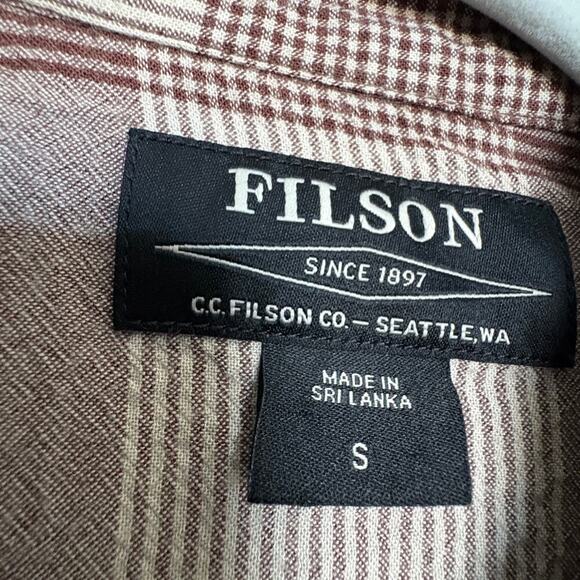 FILSON
SINCE 1897
C.C. FILSON CO. — SEATTLE, WA
MADE IN
SRI LANKA
S